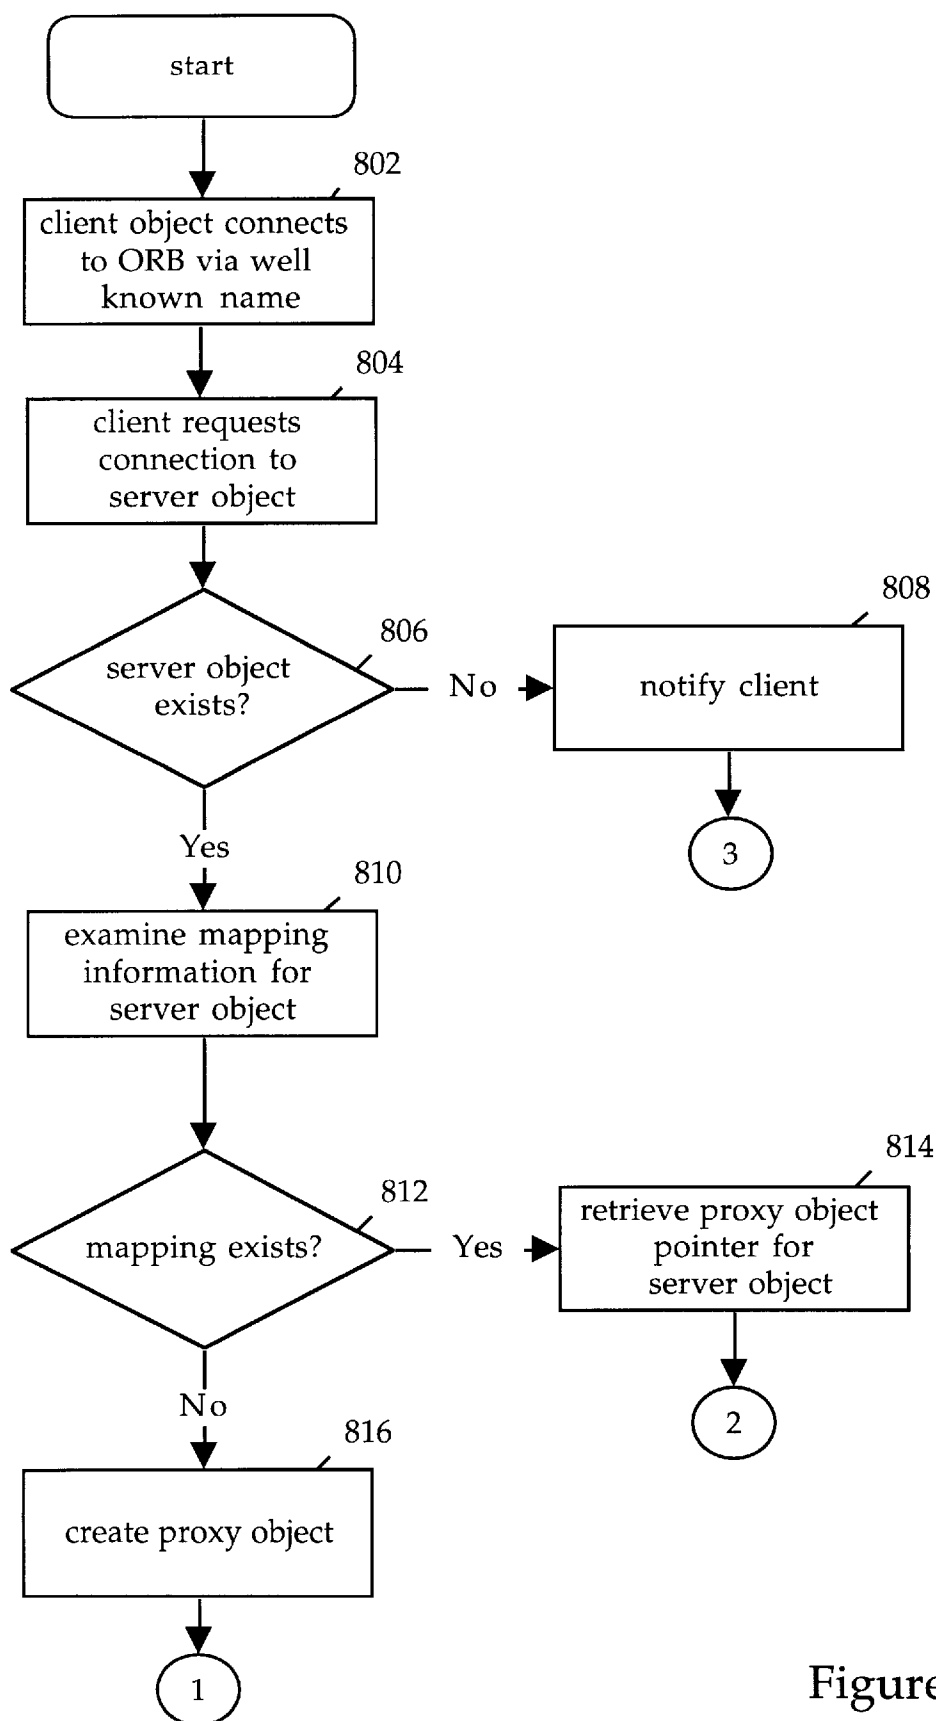 start
802
client object connects
to ORB via well
known name
804
client requests
connection to
server object
806
server object
exists?
No
808
notify client
3
Yes
810
examine mapping
information for
server object
812
mapping exists?
Yes
814
retrieve proxy object
pointer for
server object
2
No
816
create proxy object
1
Figure